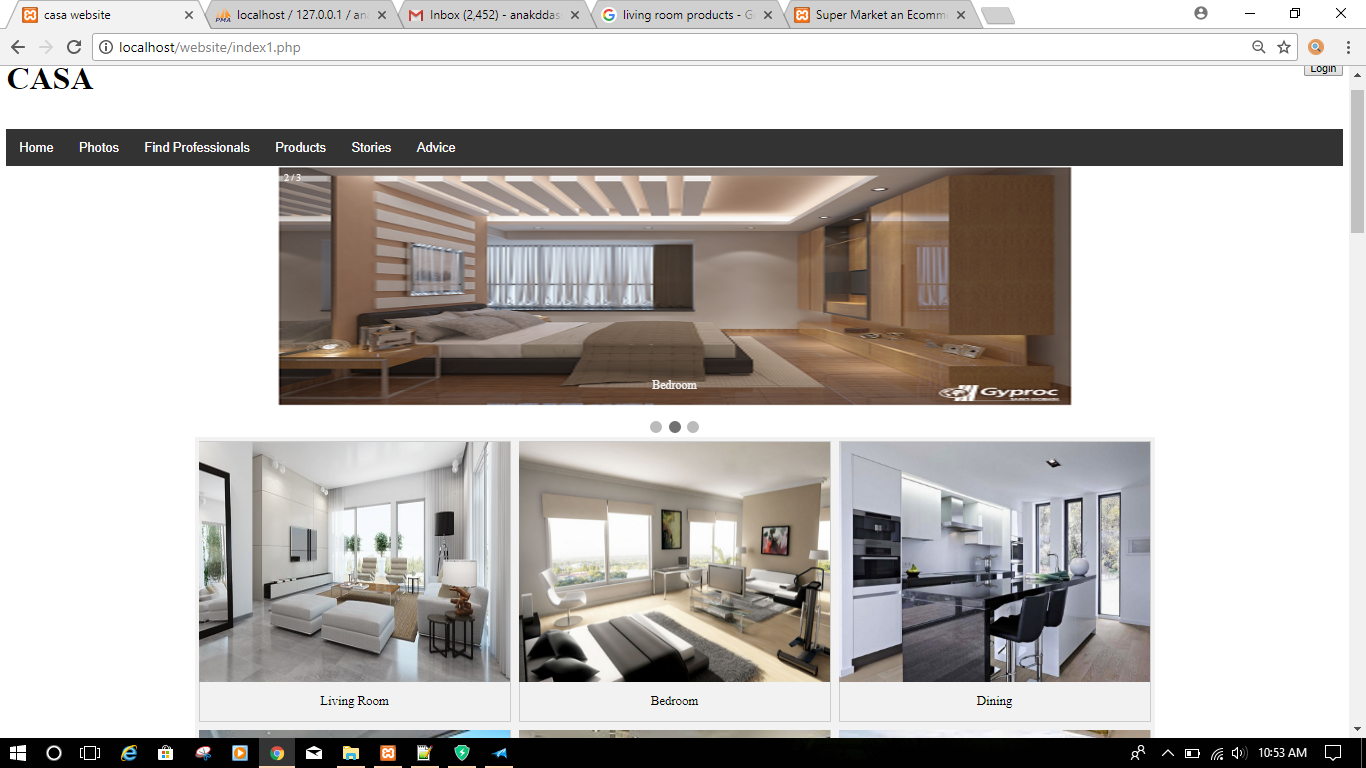 casa website
localhost / 127.0.0.1 / ana
Inbox (2,452) - anakddas
living room products - G
Super Market an Ecomm
localhost/website/index1.php
CASA
Login
Home Photos Find Professionals Products Stories Advice
2 / 3
Bedroom
Gyproc
Living Room
Bedroom
Dining
10:53 AM